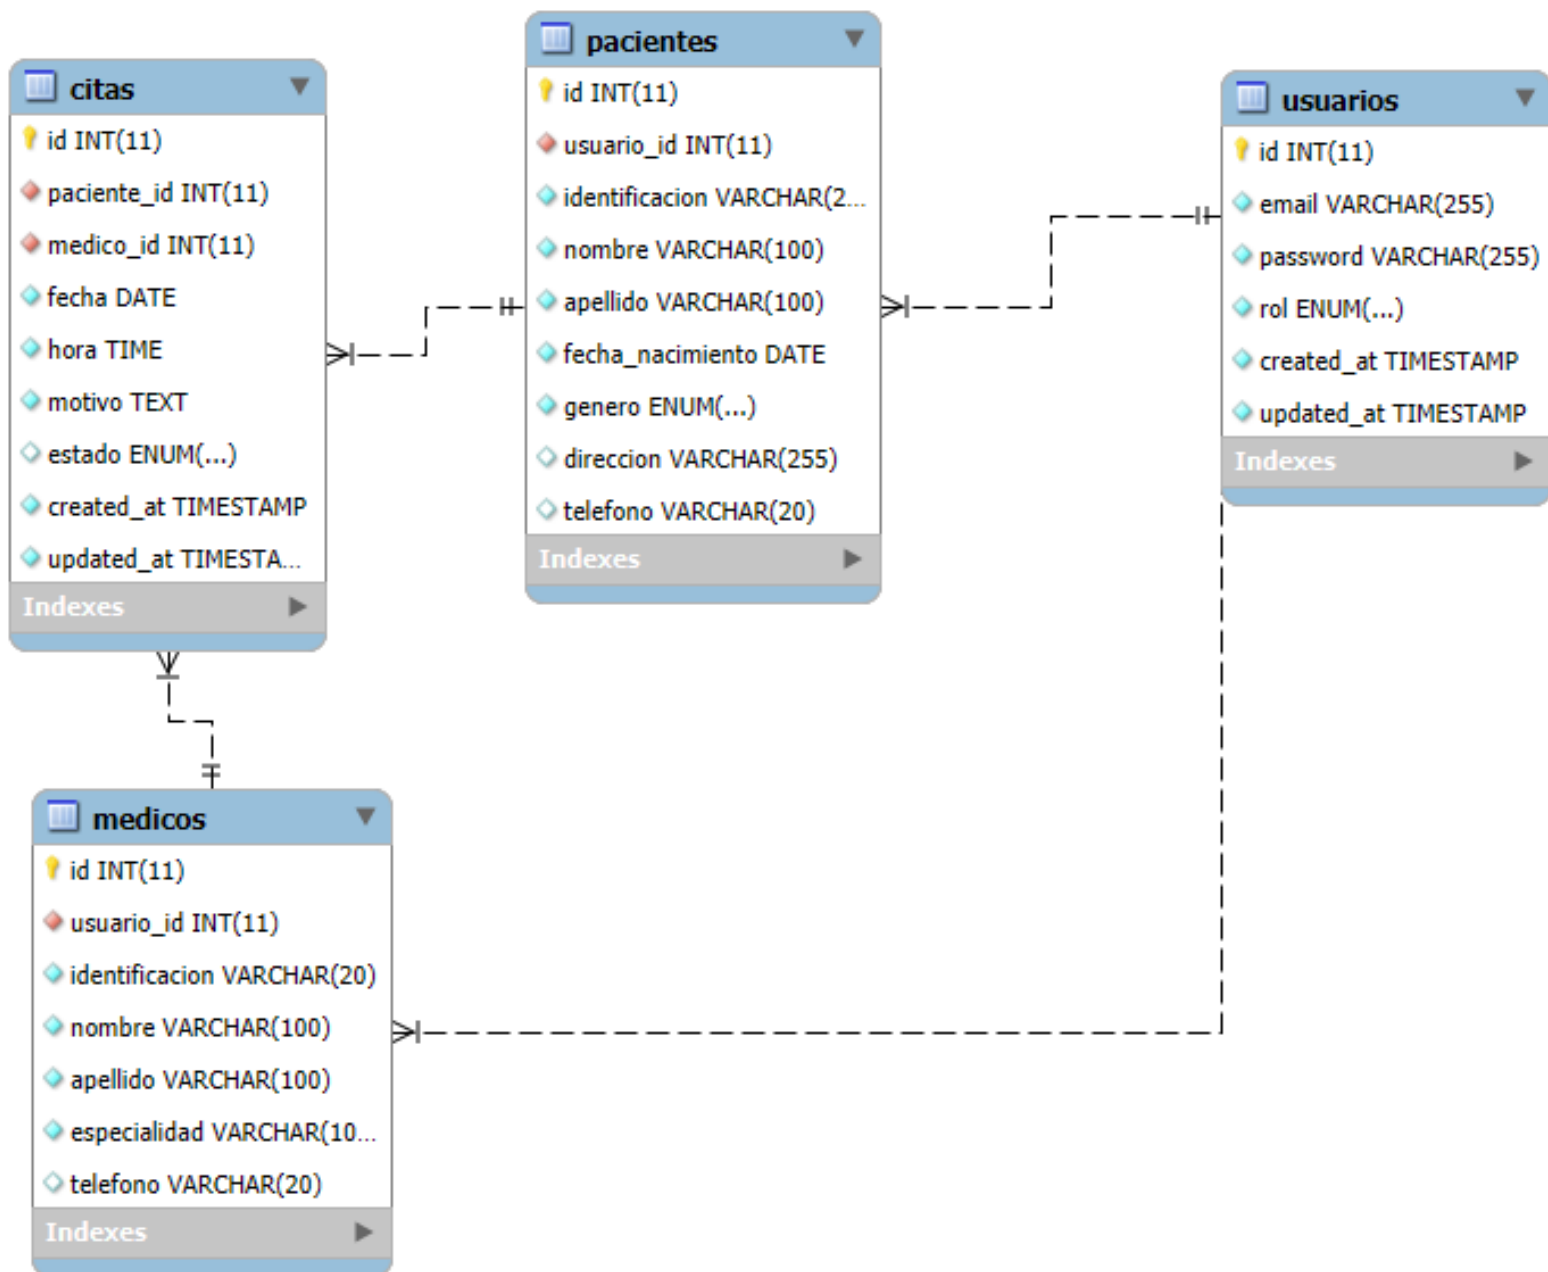 citas
id INT(11)
paciente_id INT(11)
medico_id INT(11)
fecha DATE
hora TIME
motivo TEXT
estado ENUM(...)
created_at TIMESTAMP
updated_at TIMESTA...
Indexes
pacientes
id INT(11)
usuario_id INT(11)
identificacion VARCHAR(2...
nombre VARCHAR(100)
apellido VARCHAR(100)
fecha_nacimiento DATE
genero ENUM(...)
direccion VARCHAR(255)
telefono VARCHAR(20)
Indexes
usuarios
id INT(11)
email VARCHAR(255)
password VARCHAR(255)
rol ENUM(...)
created_at TIMESTAMP
updated_at TIMESTAMP
Indexes
medicos
id INT(11)
usuario_id INT(11)
identificacion VARCHAR(20)
nombre VARCHAR(100)
apellido VARCHAR(100)
especialidad VARCHAR(10...
telefono VARCHAR(20)
Indexes